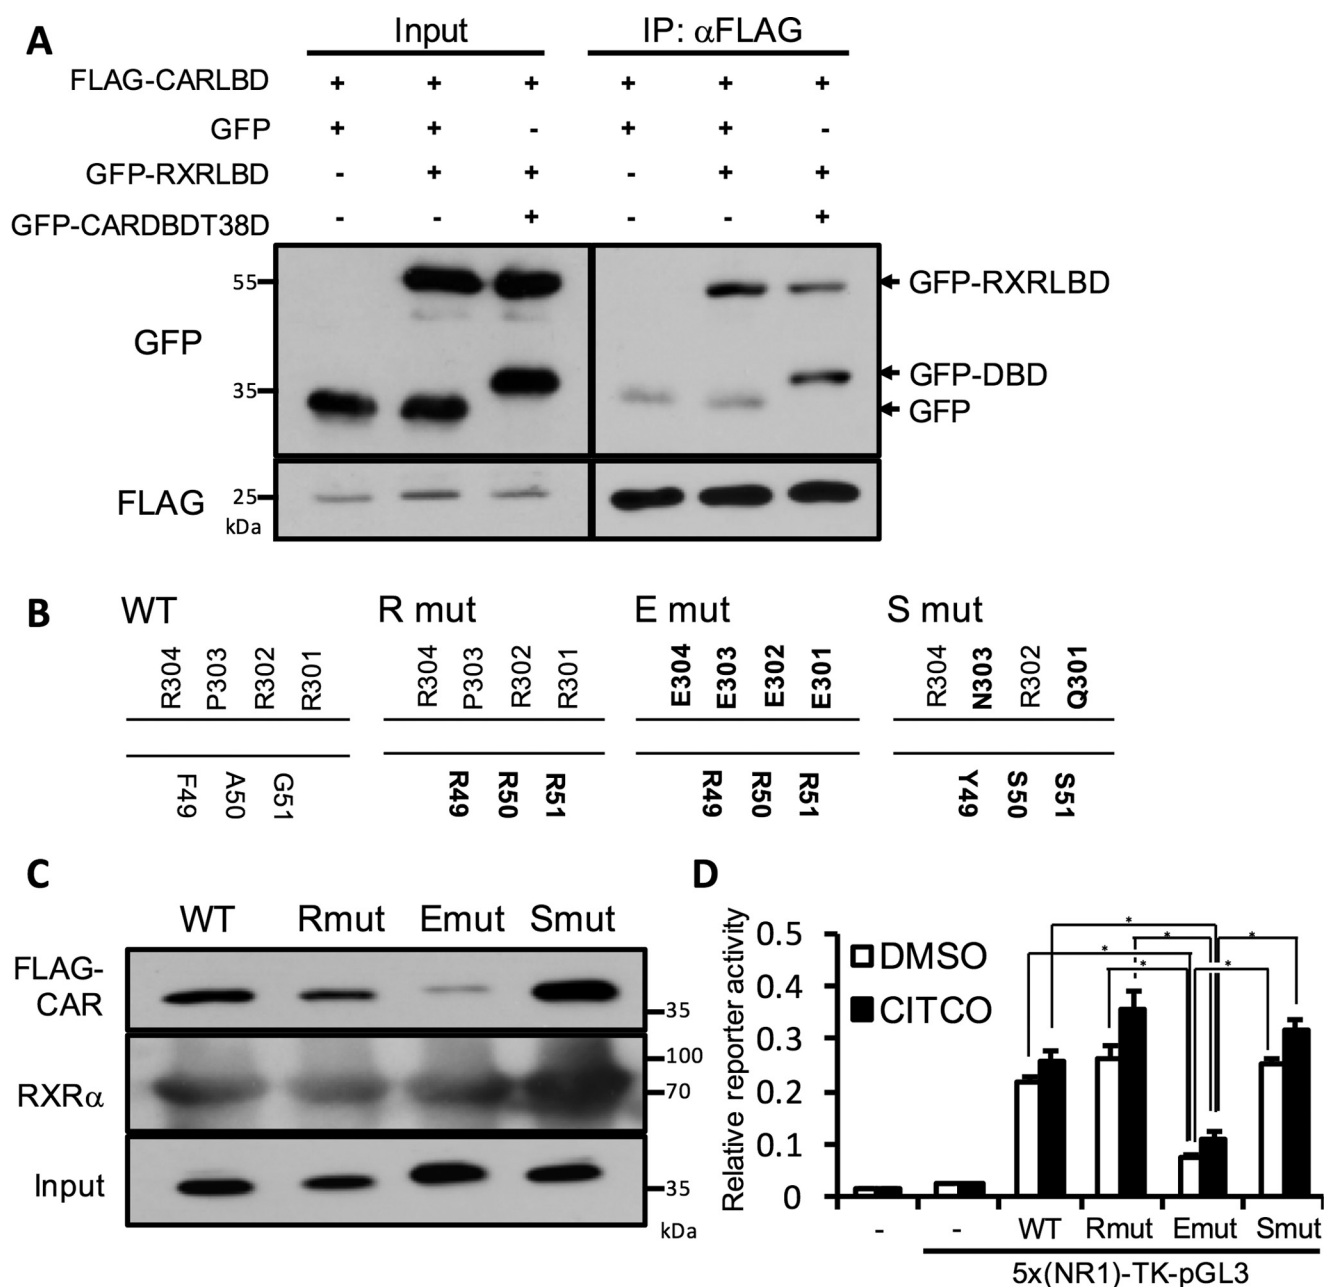 A
Input IP: αFLAG
FLAG-CARLBD + + + + + +
GFP + + - + + -
GFP-RXRLBD - + + - + +
GFP-CARDBDT38D - - + - - +
55 GFP-RXRLBD
GFP
GFP-DBD
35
GFP
FLAG 25
kDa
B WT R mut E mut S mut
R304 P303 R302 R301 R304 P303 R302 R301 E304 E303 E302 E301 R304 N303 R302 Q301
F49 A50 G51 R49 R50 R51 R49 R50 R51 Y49 S50 S51
C
WT Rmut Emut Smut
FLAG-
CAR
35
100
RXRα 70
Input 35
kDa
D
Relative reporter activity
* * * * * *
0.5
0.4
0.3
0.2
0.1
0
DMSO
CITCO
- - WT Rmut Emut Smut
5x(NR1)-TK-pGL3